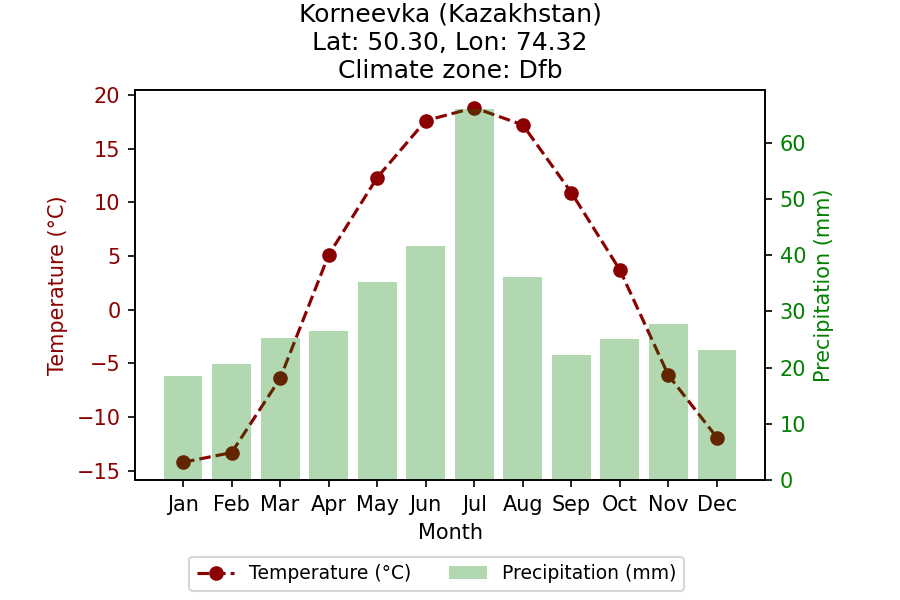 Korneevka (Kazakhstan)
Lat: 50.30, Lon: 74.32
Climate zone: Dfb
20
15
10
5
0
−5
−10
−15
Temperature (°C)
60
50
40
30
20
10
0
Precipitation (mm)
Jan Feb Mar Apr May Jun Jul Aug Sep Oct Nov Dec
Month
Temperature (°C) Precipitation (mm)